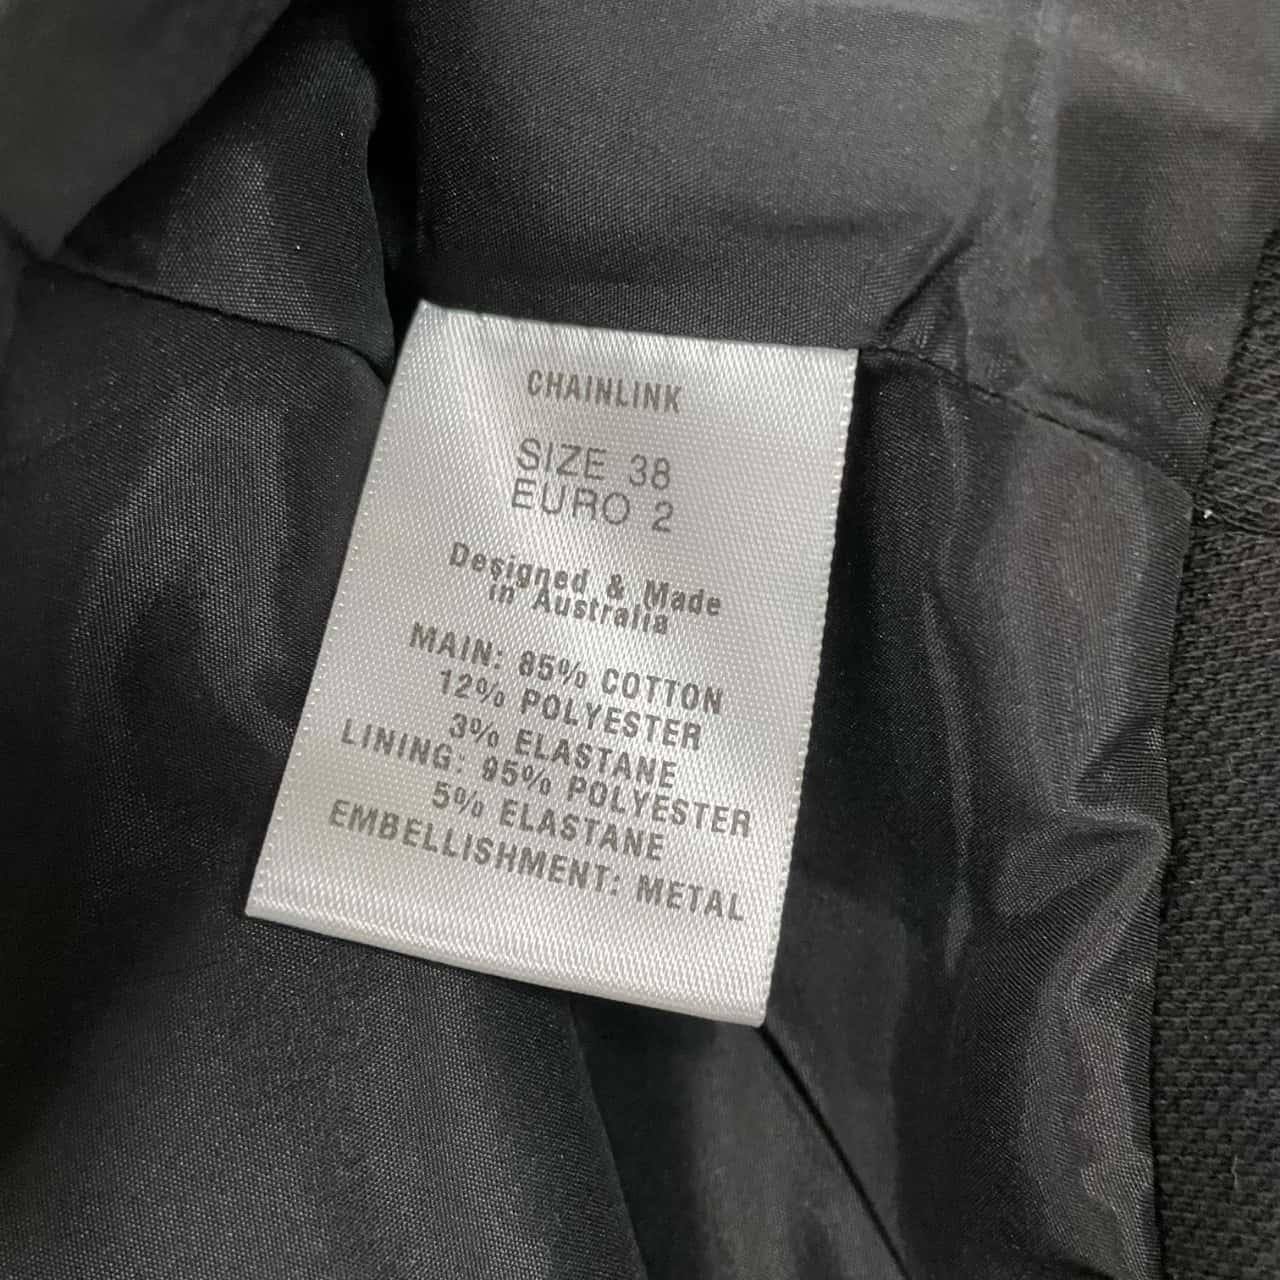 CHAINLINK
SIZE 38
EURO 2
Designed & Made
in Australia
MAIN: 85% COTTON
12% POLYESTER
3% ELASTANE
LINING: 95% POLYESTER
5% ELASTANE
EMBELLISHMENT: METAL